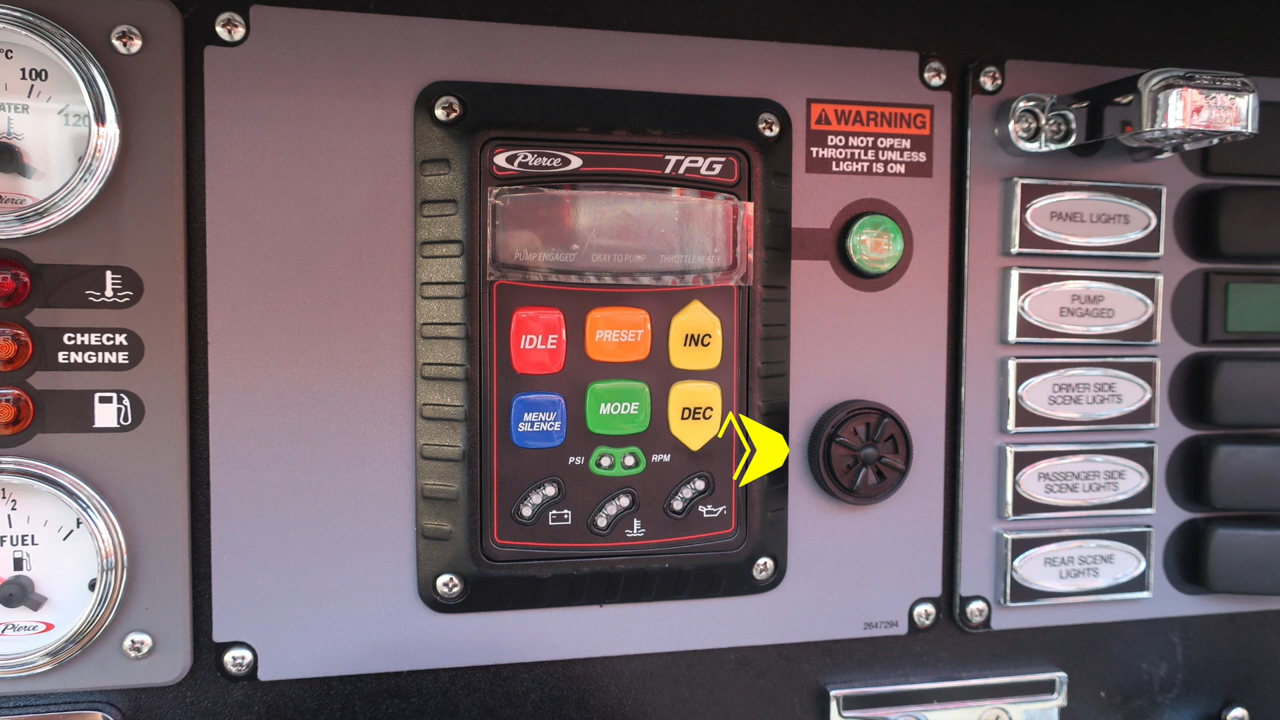 °C
100
120
WATER
Pierce
CHECK
ENGINE
1/2
F
FUEL
Pierce
Pierce
TPG
PUMP ENGAGED
OKAY TO PUMP
THROTTLE READY
IDLE
PRESET
INC
MENU/
SILENCE
MODE
DEC
PSI
RPM
WARNING
DO NOT OPEN
THROTTLE UNLESS
LIGHT IS ON
2647294
PANEL LIGHTS
PUMP
ENGAGED
DRIVER SIDE
SCENE LIGHTS
PASSENGER SIDE
SCENE LIGHTS
REAR SCENE
LIGHTS